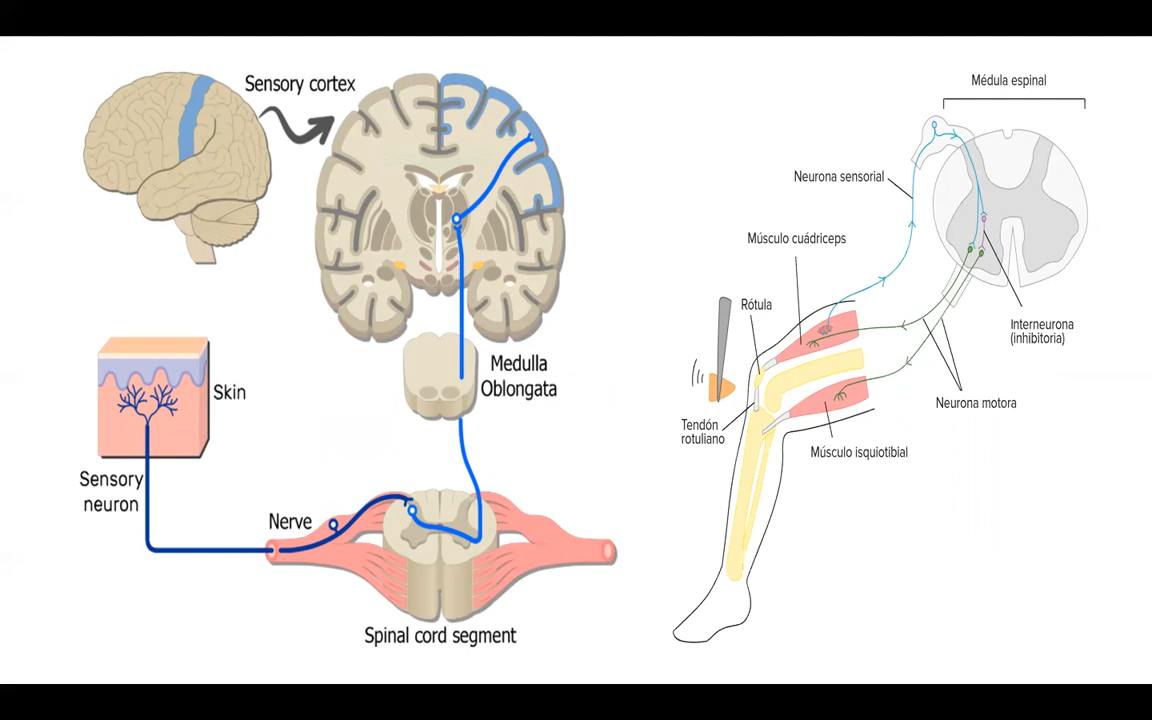 Sensory cortex
Medulla
Oblongata
Skin
Sensory
neuron
Nerve
Spinal cord segment
Médula espinal
Neurona sensorial
Músculo cuádriceps
Rótula
Interneurona
(inhibitoria)
Neurona motora
Tendón
rotuliano
Músculo isquiotibial